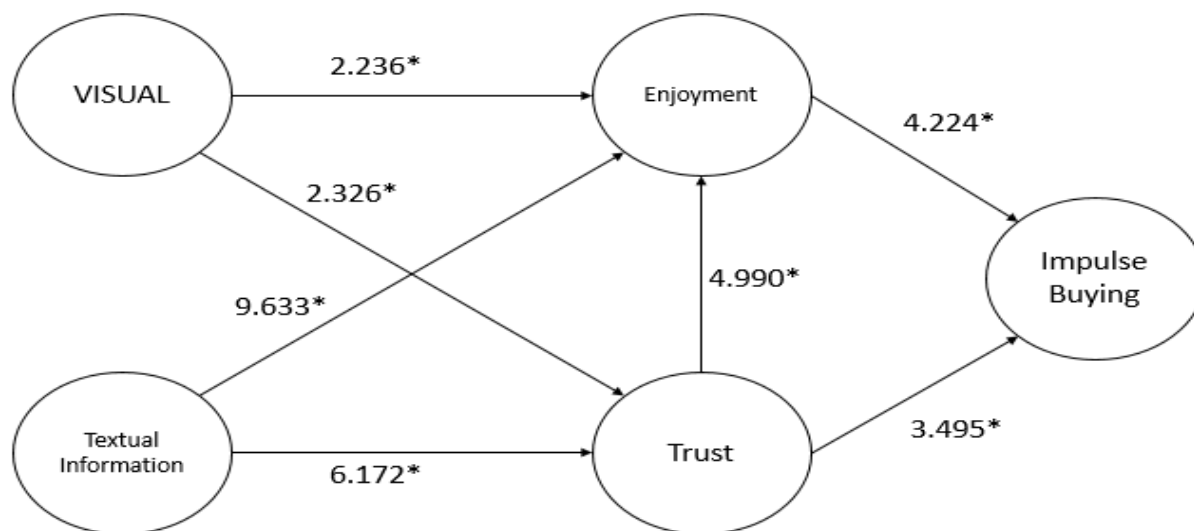 VISUAL
2.236*
Enjoyment
4.224*
2.326*
Impulse
Buying
4.990*
9.633*
Textual
Information
6.172*
Trust
3.495*